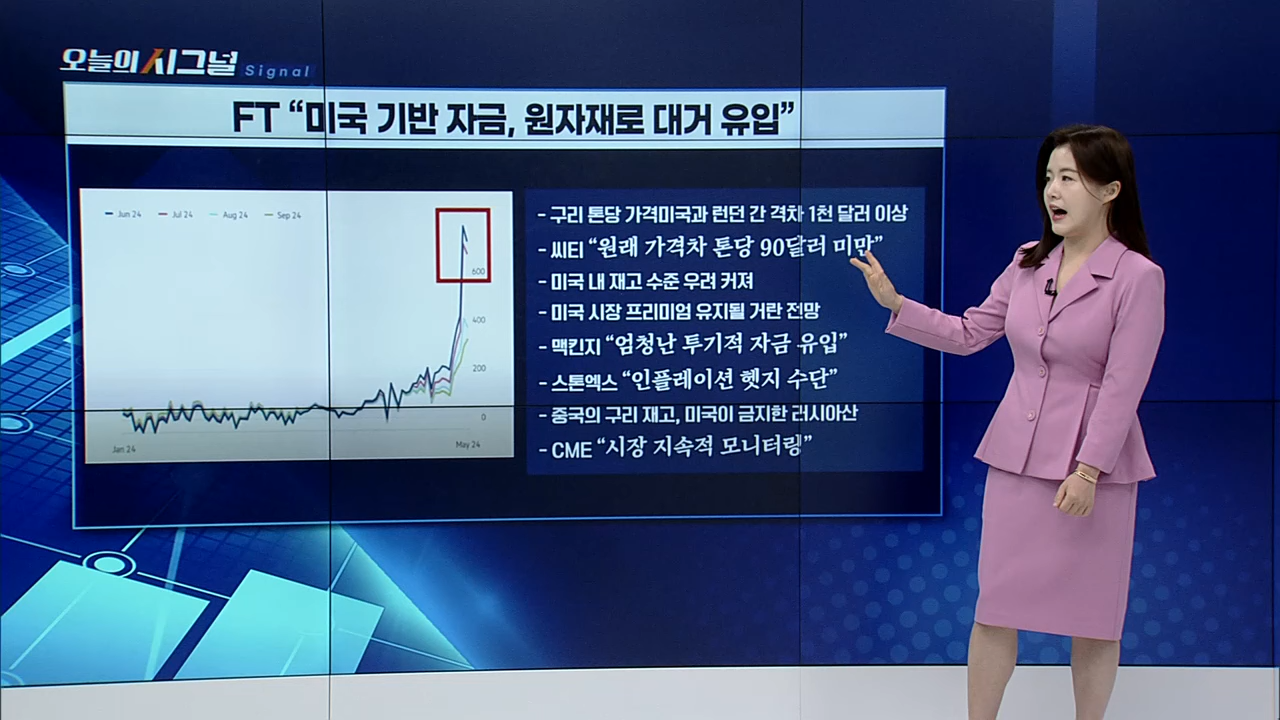 오늘의 시그널 Signal
FT “미국 기반 자금, 원자재로 대거 유입”
Jun 24 Jul 24 Aug 24 Sep 24
600
400
200
0
Jan 24 May 24
- 구리 톤당 가격미국과 런던 간 격차 1천 달러 이상
- 씨티 “원래 가격차 톤당 90달러 미만”
- 미국 내 재고 수준 우려 커져
- 미국 시장 프리미엄 유지될 거란 전망
- 맥킨지 “엄청난 투기적 자금 유입”
- 스톤엑스 “인플레이션 헷지 수단”
- 중국의 구리 재고, 미국이 금지한 러시아산
- CME “시장 지속적 모니터링”